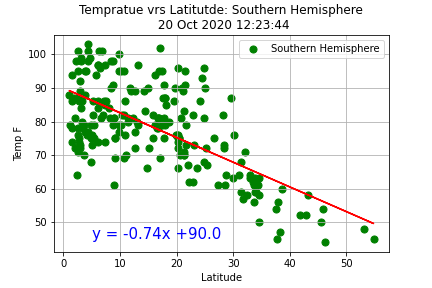 Tempratue vrs Latitutde: Southern Hemisphere
20 Oct 2020 12:23:44
Southern Hemisphere
100
90
80
70
60
50
Temp F
y = -0.74x +90.0
0
10
20
30
40
50
Latitude